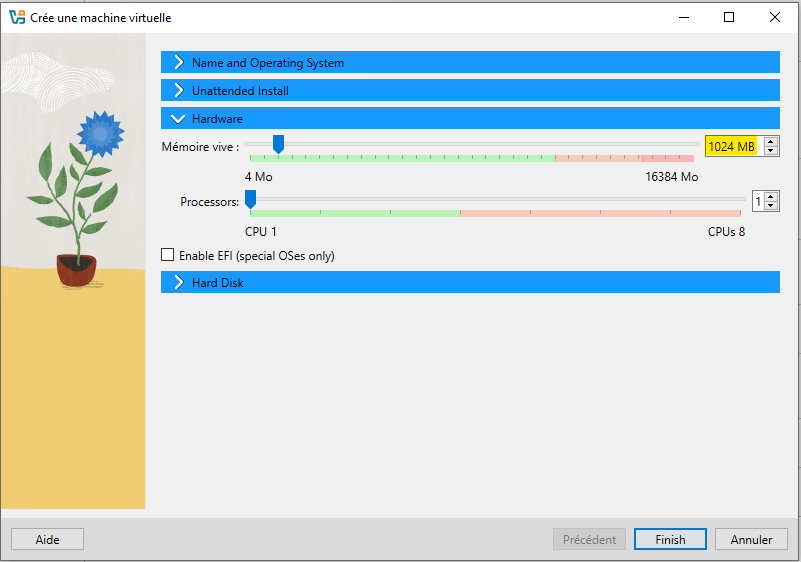 Crée une machine virtuelle
Name and Operating System
Unattended Install
Hardware
Mémoire vive : 1024 MB
4 Mo 16384 Mo
Processors: 1
CPU 1 CPUs 8
Enable EFI (special OSes only)
Hard Disk
Aide Précédent Finish Annuler